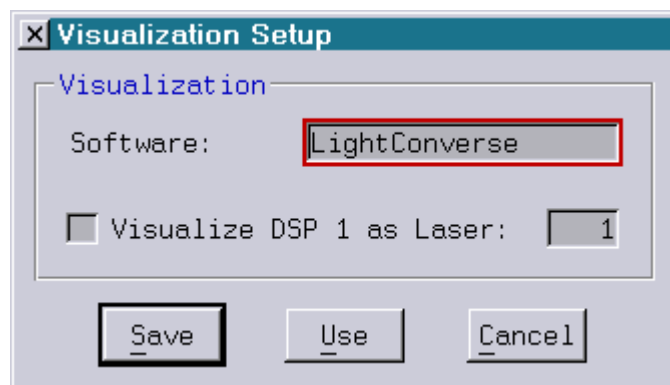 Visualization Setup
Visualization
Software: LightConverse
Visualize DSP 1 as Laser: 1
Save Use Cancel